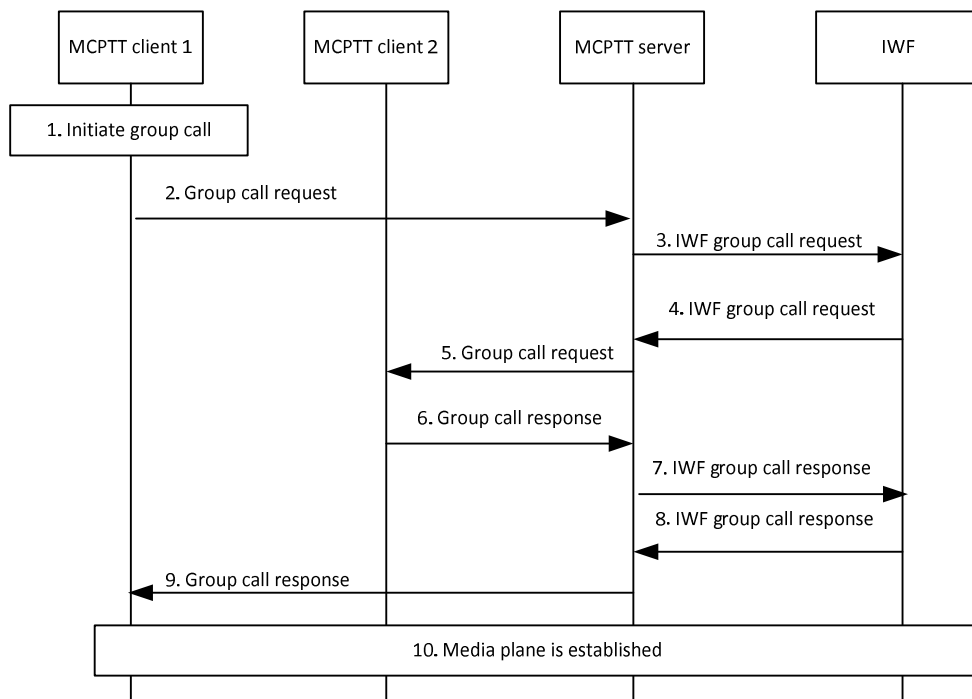 MCPTT client 1
MCPTT client 2
MCPTT server
IWF
1. Initiate group call
2. Group call request
3. IWF group call request
4. IWF group call request
5. Group call request
6. Group call response
7. IWF group call response
8. IWF group call response
9. Group call response
10. Media plane is established